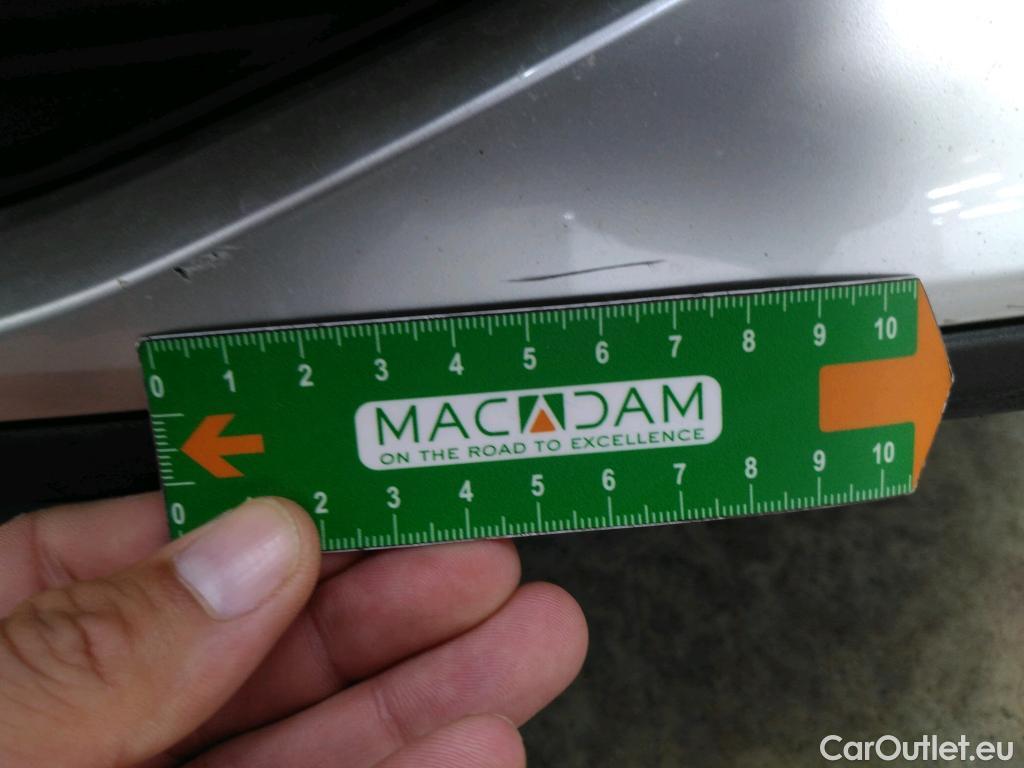 0 1 2 3 4 5 6 7 8 9 10
MACADAM
ON THE ROAD TO EXCELLENCE
0 2 3 4 5 6 7 8 9 10
CarOutlet.eu